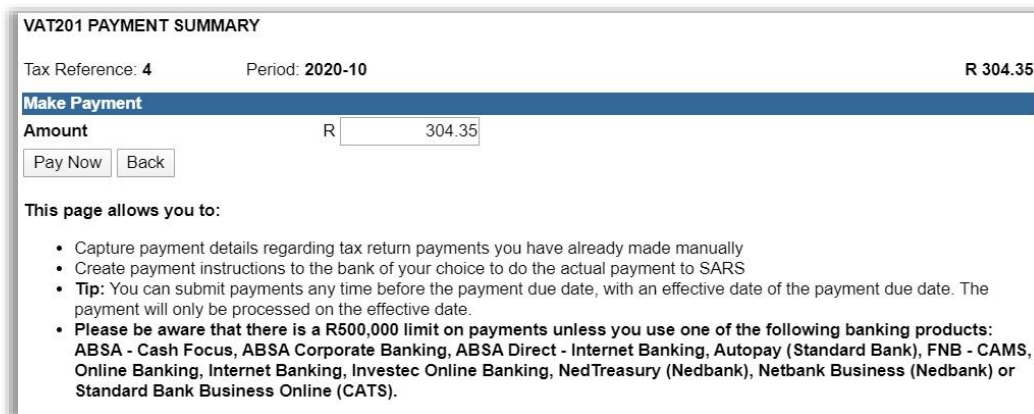 VAT201 PAYMENT SUMMARY
Tax Reference: 4 Period: 2020-10 R 304.35
Make Payment
Amount R 304.35
Pay Now Back
This page allows you to:
• Capture payment details regarding tax return payments you have already made manually
• Create payment instructions to the bank of your choice to do the actual payment to SARS
• Tip: You can submit payments any time before the payment due date, with an effective date of the payment due date. The
payment will only be processed on the effective date.
• Please be aware that there is a R500,000 limit on payments unless you use one of the following banking products:
ABSA - Cash Focus, ABSA Corporate Banking, ABSA Direct - Internet Banking, Autopay (Standard Bank), FNB - CAMS,
Online Banking, Internet Banking, Investec Online Banking, NedTreasury (Nedbank), Netbank Business (Nedbank) or
Standard Bank Business Online (CATS).